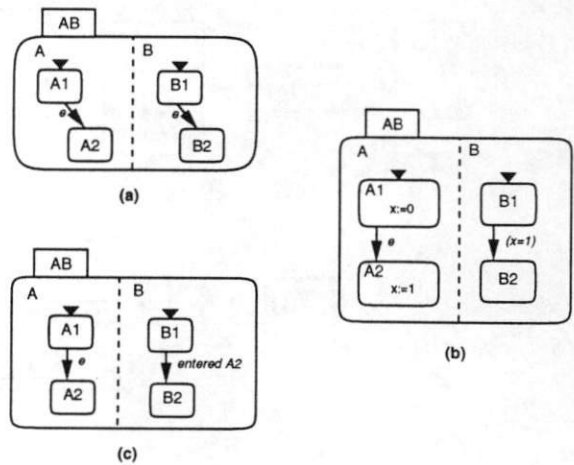 AB
A
B
A1
B1
e
e
A2
B2
(a)
AB
A
B
A1
x:=0
B1
e
(x=1)
A2
x:=1
B2
(b)
AB
A
B
A1
B1
e
entered A2
A2
B2
(c)